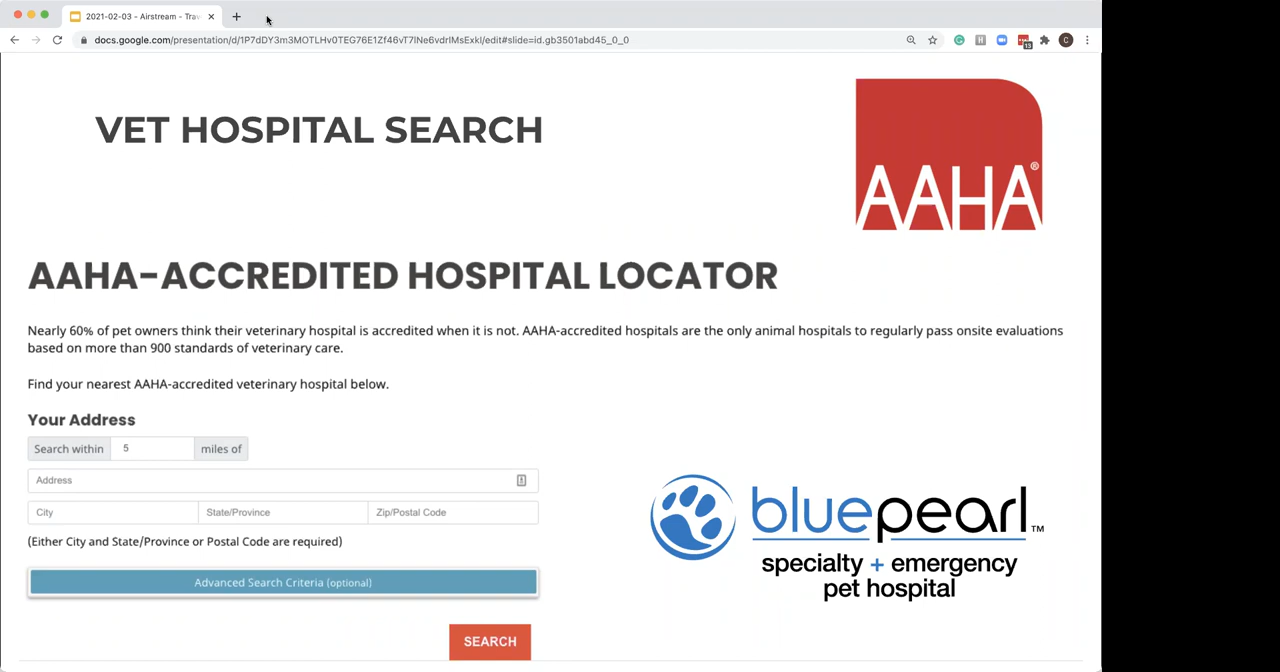 2021-02-03 - Airstream - Trav
docs.google.com/presentation/d/1P7dDY3m3MOTLHv0TEG76E1Zf46vT7lNe6vdrIMsExkI/edit#slide=id.gb3501abd45_0_0
13
C
VET HOSPITAL SEARCH
AAHA®
AAHA-ACCREDITED HOSPITAL LOCATOR
Nearly 60% of pet owners think their veterinary hospital is accredited when it is not. AAHA-accredited hospitals are the only animal hospitals to regularly pass onsite evaluations
based on more than 900 standards of veterinary care.
Find your nearest AAHA-accredited veterinary hospital below.
Your Address
Search within 5 miles of
Address
City State/Province Zip/Postal Code
(Either City and State/Province or Postal Code are required)
Advanced Search Criteria (optional)
SEARCH
bluepearl™
specialty + emergency
pet hospital